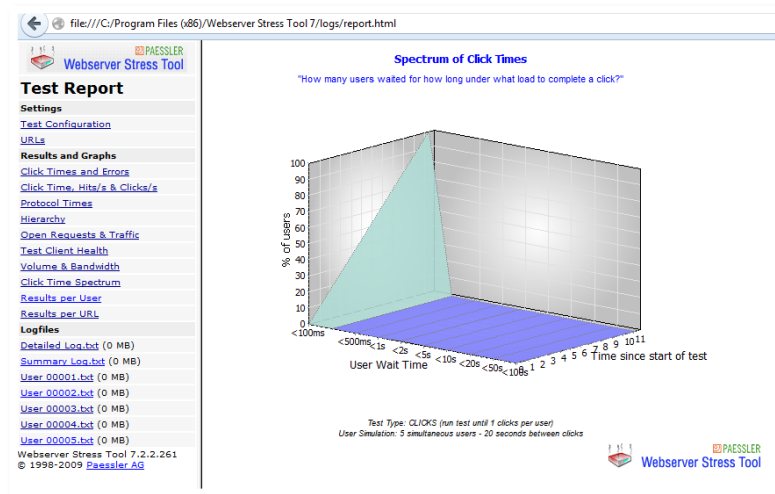 file:///C:/Program Files (x86)/Webserver Stress Tool 7/logs/report.html
PAESSLER
Webserver Stress Tool
Test Report
Settings
Test Configuration
URLs
Results and Graphs
Click Times and Errors
Click Time, Hits/s & Clicks/s
Protocol Times
Hierarchy
Open Requests & Traffic
Test Client Health
Volume & Bandwidth
Click Time Spectrum
Results per User
Results per URL
Logfiles
Detailed Log.txt (0 MB)
Summary Log.txt (0 MB)
User 00001.txt (0 MB)
User 00002.txt (0 MB)
User 00003.txt (0 MB)
User 00004.txt (0 MB)
User 00005.txt (0 MB)
Webserver Stress Tool 7.2.2.261
© 1998-2009 Paessler AG
Spectrum of Click Times
"How many users waited for how long under what load to complete a click?"
100
90
80
70
60
50
40
30
20
10
0
% of users
<100ms
<500ms
<1s
<2s
<5s
<10s
<20s
<50s
<100s
User Wait Time
0 1 2 3 4 5 6 7 8 9 10 11
Time since start of test
Test Type: CLICKS (run test until 1 clicks per user)
User Simulation: 5 simultaneous users - 20 seconds between clicks
PAESSLER
Webserver Stress Tool